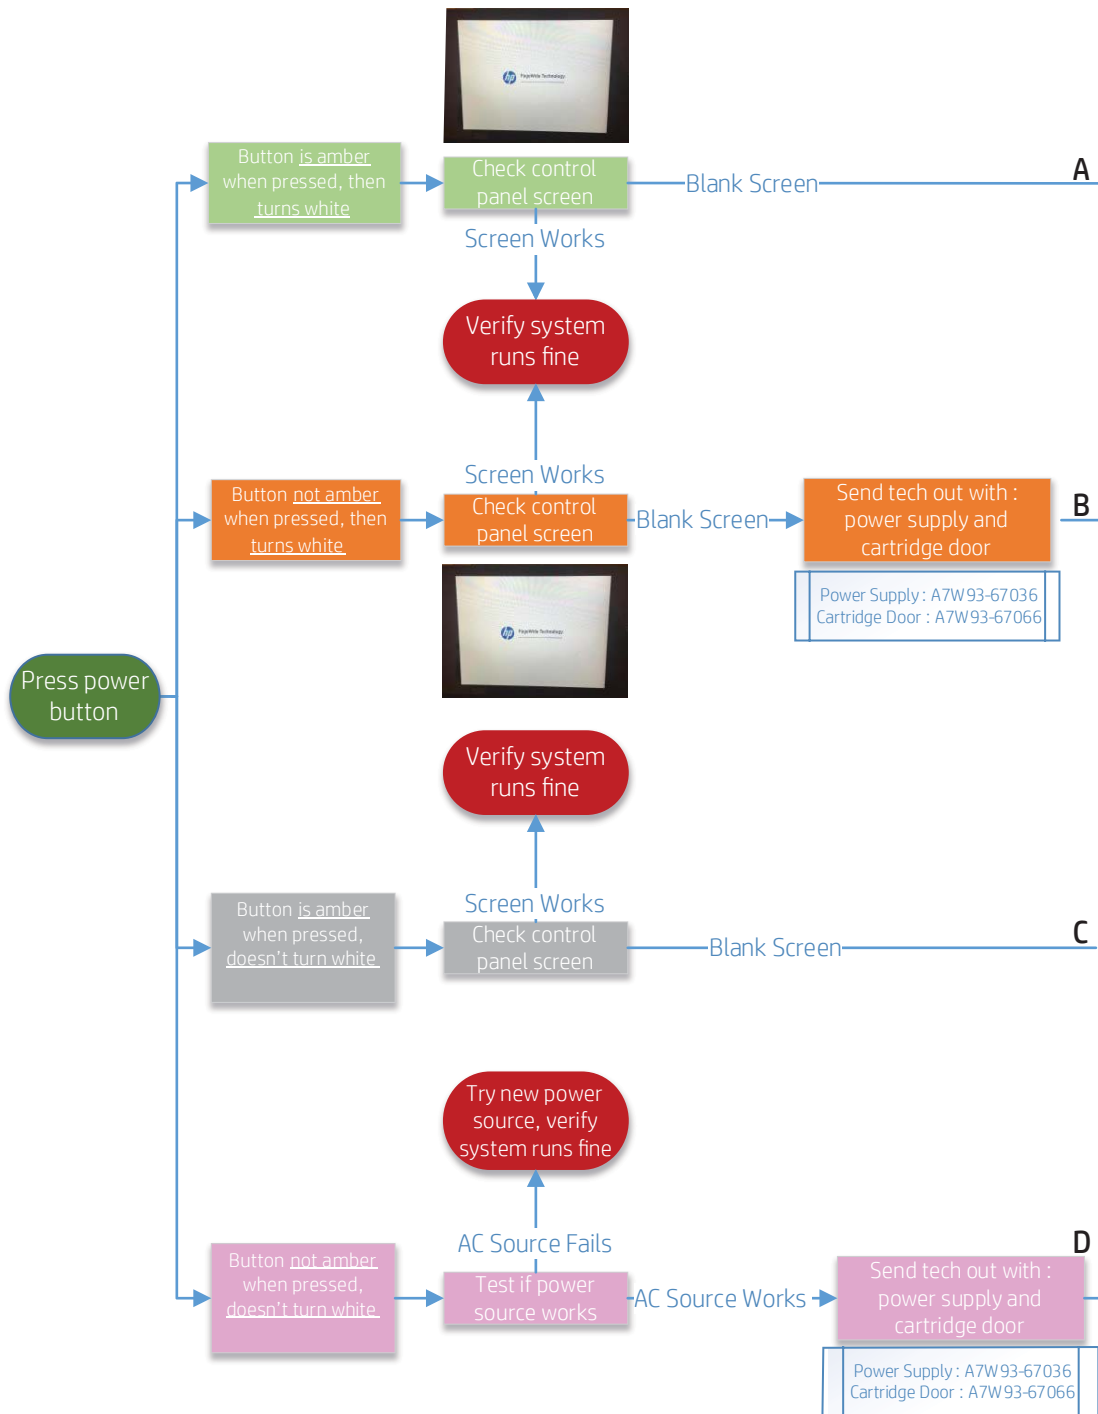 hp PageWide Technology
Button is amber
when pressed, then
turns white
Check control
panel screen
Blank Screen
A
Screen Works
Verify system
runs fine
Screen Works
Button not amber
when pressed, then
turns white
Check control
panel screen
Blank Screen
Send tech out with :
power supply and
cartridge door
B
Power Supply : A7W93-67036
Cartridge Door : A7W93-67066
hp PageWide Technology
Press power
button
Verify system
runs fine
Screen Works
Button is amber
when pressed,
doesn't turn white
Check control
panel screen
Blank Screen
C
Try new power
source, verify
system runs fine
AC Source Fails
Button not amber
when pressed,
doesn't turn white
Test if power
source works
AC Source Works
D
Send tech out with :
power supply and
cartridge door
Power Supply : A7W93-67036
Cartridge Door : A7W93-67066